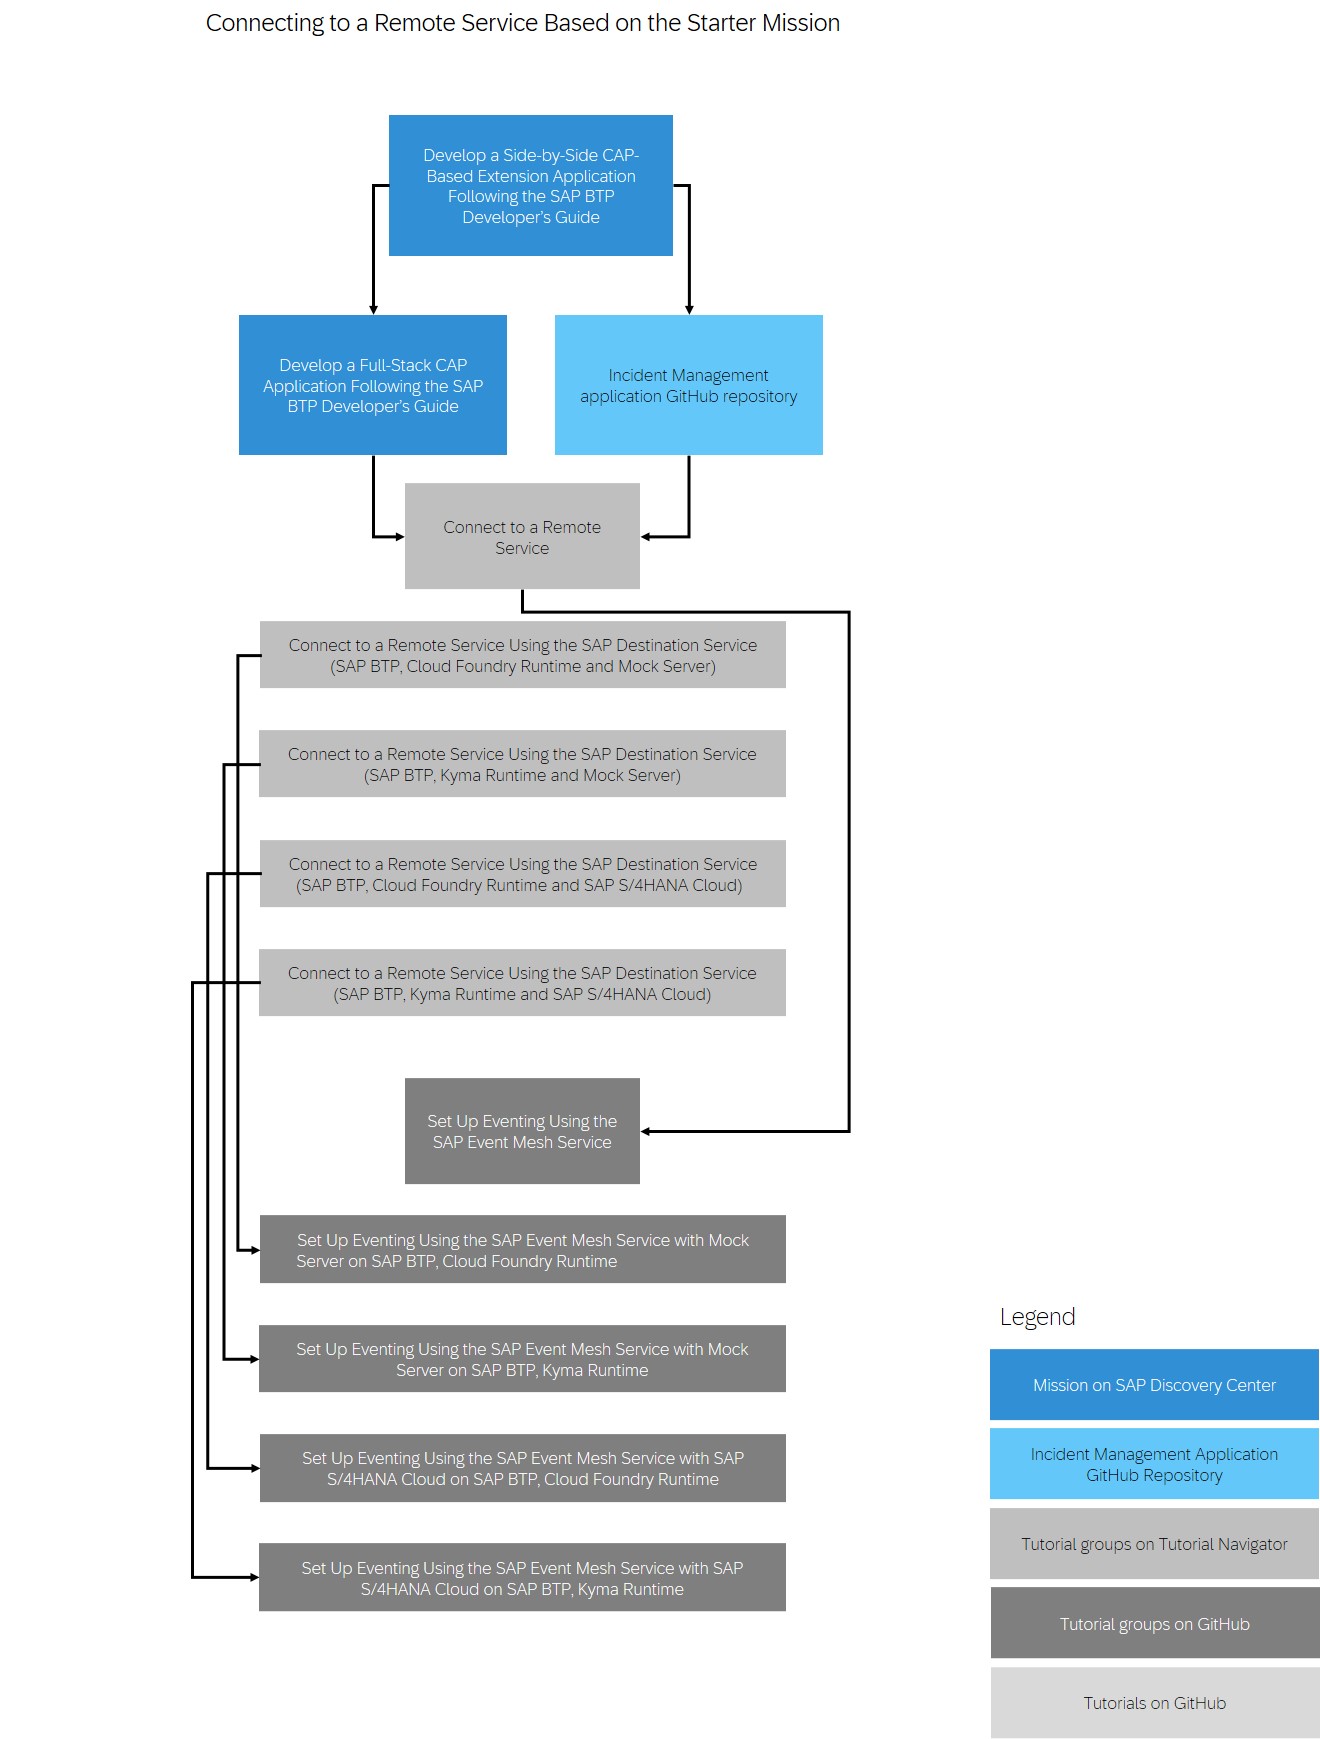 Connecting to a Remote Service Based on the Starter Mission
Develop a Side-by-Side CAP-
Based Extension Application
Following the SAP BTP
Developer's Guide
Develop a Full-Stack CAP
Application Following the SAP
BTP Developer's Guide
Incident Management
application GitHub repository
Connect to a Remote
Service
Connect to a Remote Service Using the SAP Destination Service
(SAP BTP, Cloud Foundry Runtime and Mock Server)
Connect to a Remote Service Using the SAP Destination Service
(SAP BTP, Kyma Runtime and Mock Server)
Connect to a Remote Service Using the SAP Destination Service
(SAP BTP, Cloud Foundry Runtime and SAP S/4HANA Cloud)
Connect to a Remote Service Using the SAP Destination Service
(SAP BTP, Kyma Runtime and SAP S/4HANA Cloud)
Set Up Eventing Using the
SAP Event Mesh Service
Set Up Eventing Using the SAP Event Mesh Service with Mock
Server on SAP BTP, Cloud Foundry Runtime
Set Up Eventing Using the SAP Event Mesh Service with Mock
Server on SAP BTP, Kyma Runtime
Set Up Eventing Using the SAP Event Mesh Service with SAP
S/4HANA Cloud on SAP BTP, Cloud Foundry Runtime
Set Up Eventing Using the SAP Event Mesh Service with SAP
S/4HANA Cloud on SAP BTP, Kyma Runtime
Legend
Mission on SAP Discovery Center
Incident Management Application
GitHub Repository
Tutorial groups on Tutorial Navigator
Tutorial groups on GitHub
Tutorials on GitHub